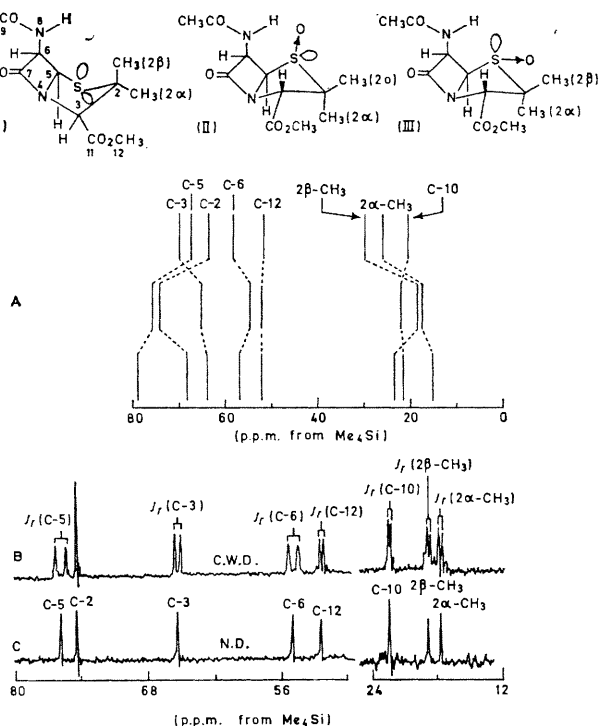 CO
9
8
N
H
H
6
O
7
5
S
CH₃(2β)
4
N
3
2
CH₃(2α)
H
H
CO₂CH₃
11 12
)
CH₃CO
N
H
O
H
S
O
N
H
H
CH₃(2α)
CO₂CH₃
(II)
CH₃CO
N
H
H
S
O
O
N
H
H
CH₃(2β)
CH₃(2α)
CO₂CH₃
(III)
C-5 C-6 2β-CH₃ C-10
C-3 C-2 C-12 2α-CH₃
A
80 60 40 20 0
(p.p.m. from Me₄Si)
Jr (2β-CH₃)
Jr (C-5) Jr (C-3) Jr (C-6) Jr (C-12) Jr (C-10) Jr (2α-CH₃)
B C.W.D.
C-5 C-2 C-3 C-6 C-12 C-10 2β-CH₃ 2α-CH₃
C N.D.
80 68 56 24 12
(p.p.m. from Me₄Si)